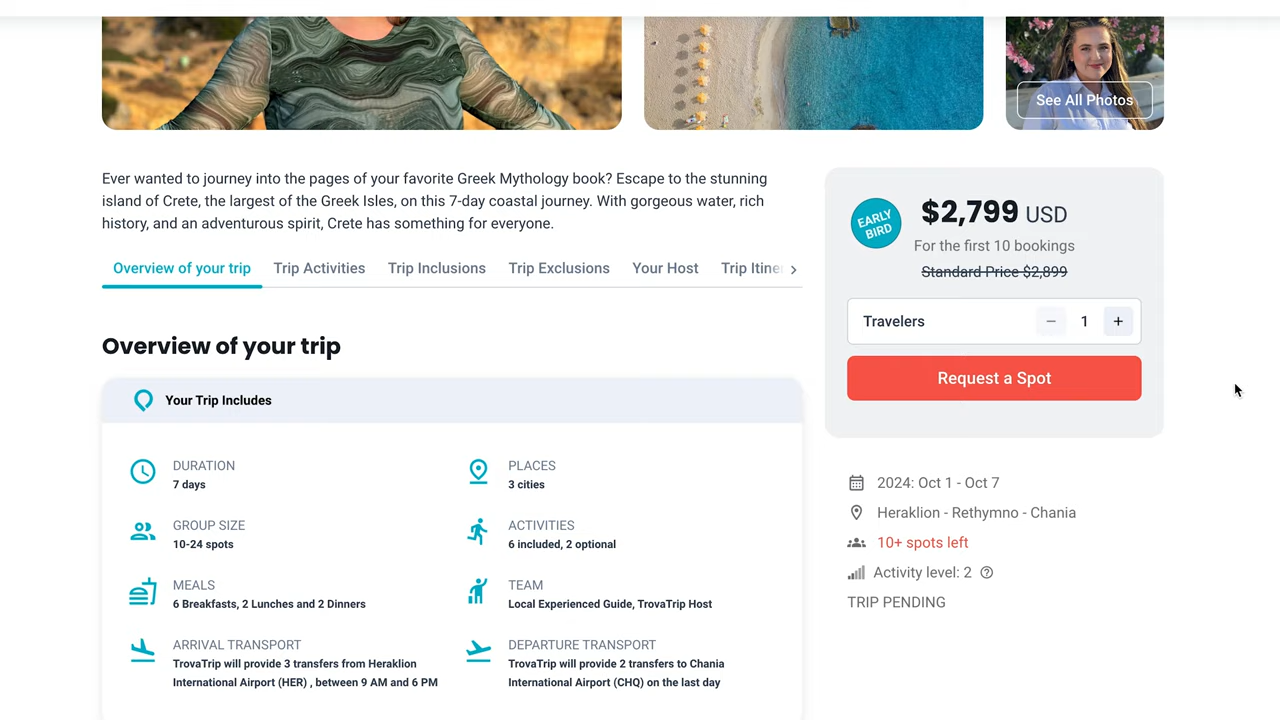 See All Photos
Ever wanted to journey into the pages of your favorite Greek Mythology book? Escape to the stunning
island of Crete, the largest of the Greek Isles, on this 7-day coastal journey. With gorgeous water, rich
history, and an adventurous spirit, Crete has something for everyone.
Overview of your trip
Trip Activities
Trip Inclusions
Trip Exclusions
Your Host
Trip Itine
Overview of your trip
Your Trip Includes
DURATION
7 days
PLACES
3 cities
GROUP SIZE
10-24 spots
ACTIVITIES
6 included, 2 optional
MEALS
6 Breakfasts, 2 Lunches and 2 Dinners
TEAM
Local Experienced Guide, TrovaTrip Host
ARRIVAL TRANSPORT
TrovaTrip will provide 3 transfers from Heraklion
International Airport (HER) , between 9 AM and 6 PM
DEPARTURE TRANSPORT
TrovaTrip will provide 2 transfers to Chania
International Airport (CHQ) on the last day
EARLY
BIRD
$2,799 USD
For the first 10 bookings
Standard Price $2,899
Travelers
− 1 +
Request a Spot
2024: Oct 1 - Oct 7
Heraklion - Rethymno - Chania
10+ spots left
Activity level: 2 ?
TRIP PENDING